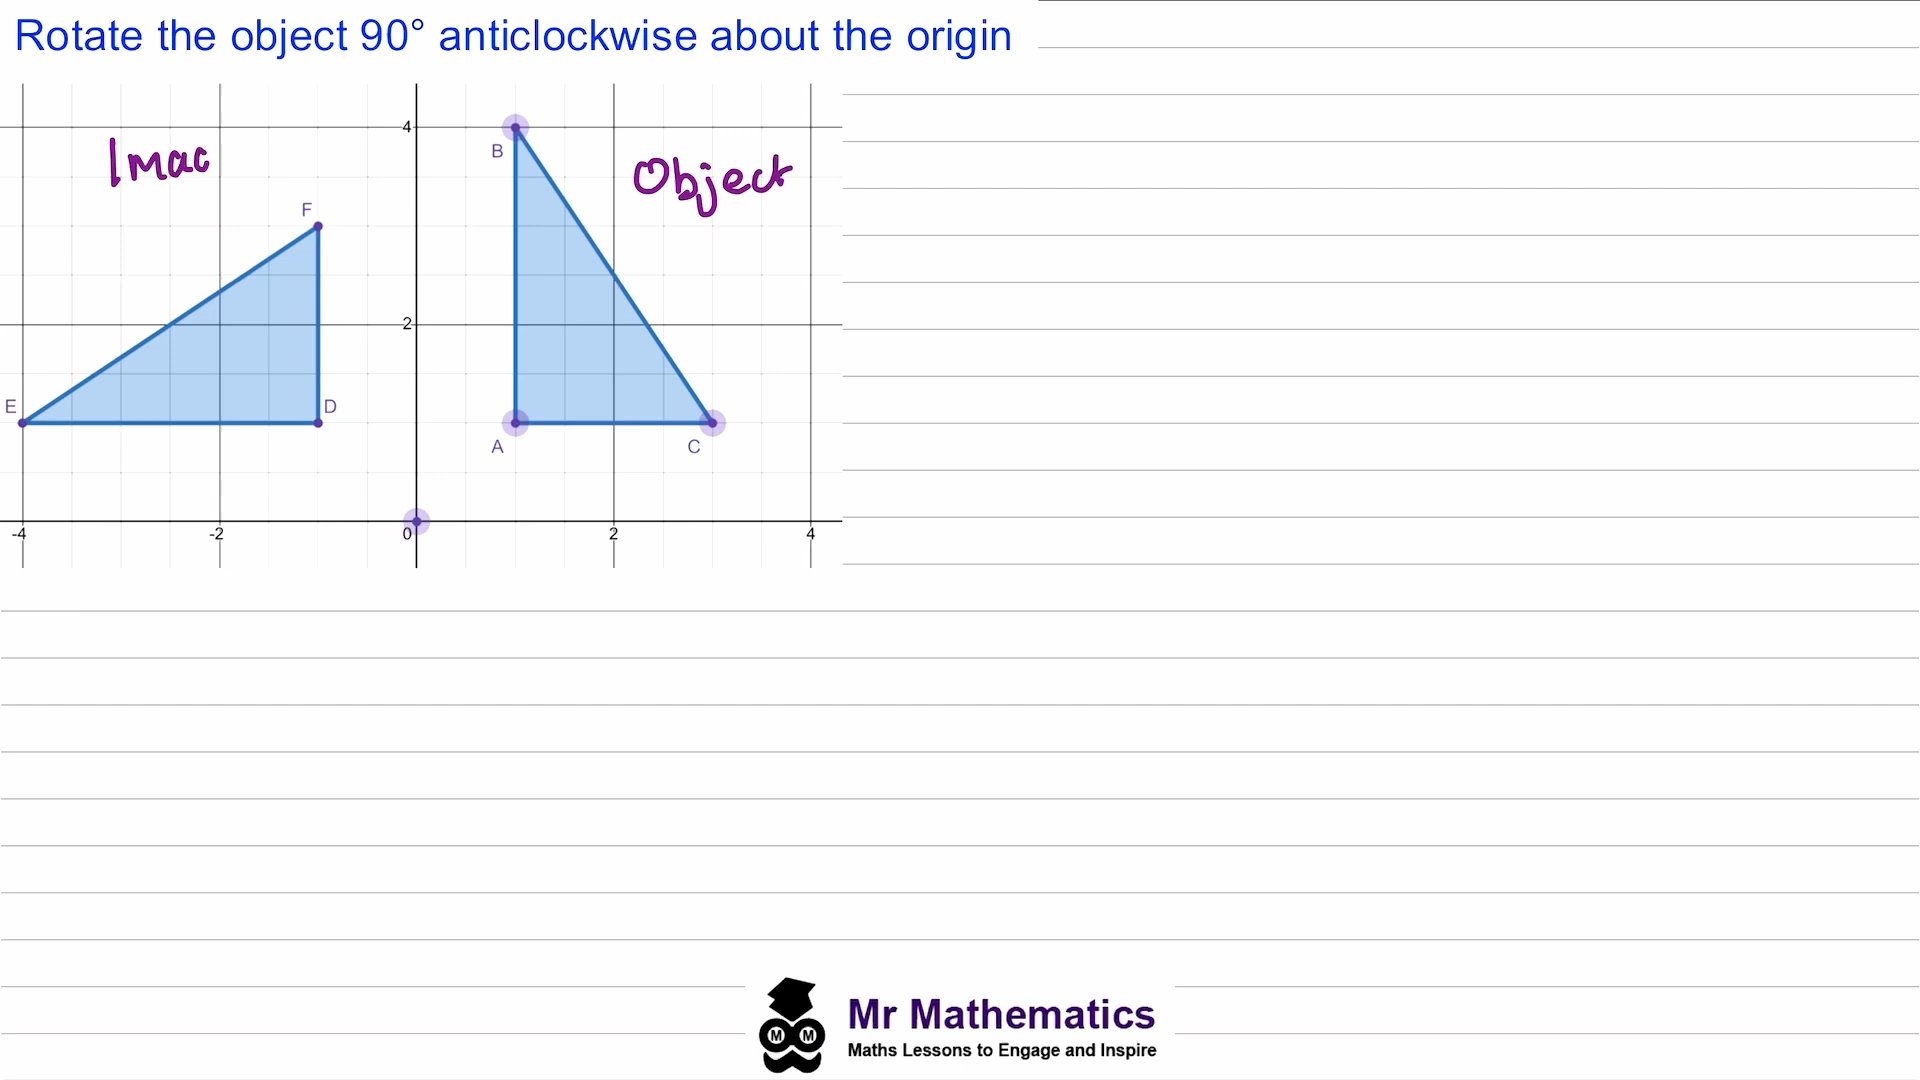 Rotate the object 90° anticlockwise about the origin
Imac
Object
4
B
F
2
E
D
A
C
-4
-2
0
2
4
M M
Mr Mathematics
Maths Lessons to Engage and Inspire